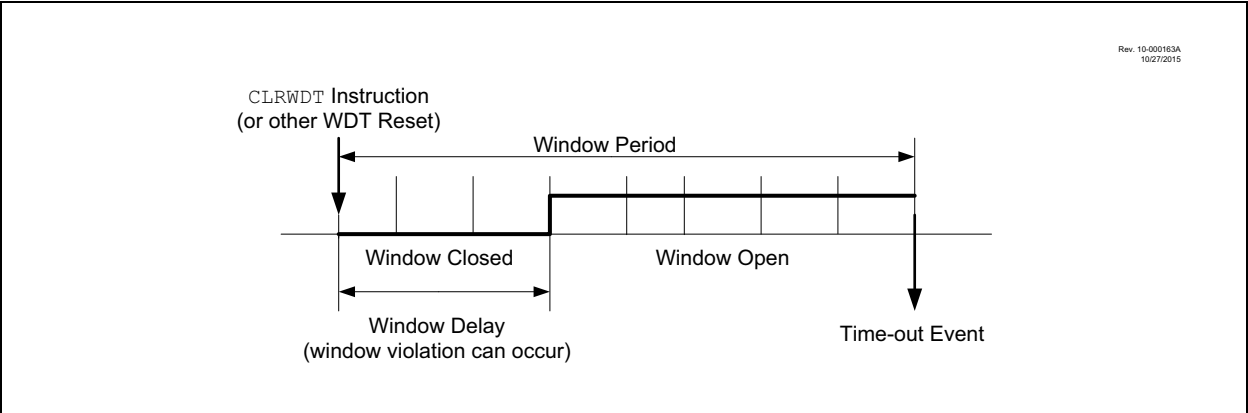 Rev. 10-000163A
10/27/2015
CLRWDT Instruction
(or other WDT Reset)
Window Period
Window Closed
Window Open
Window Delay
(window violation can occur)
Time-out Event